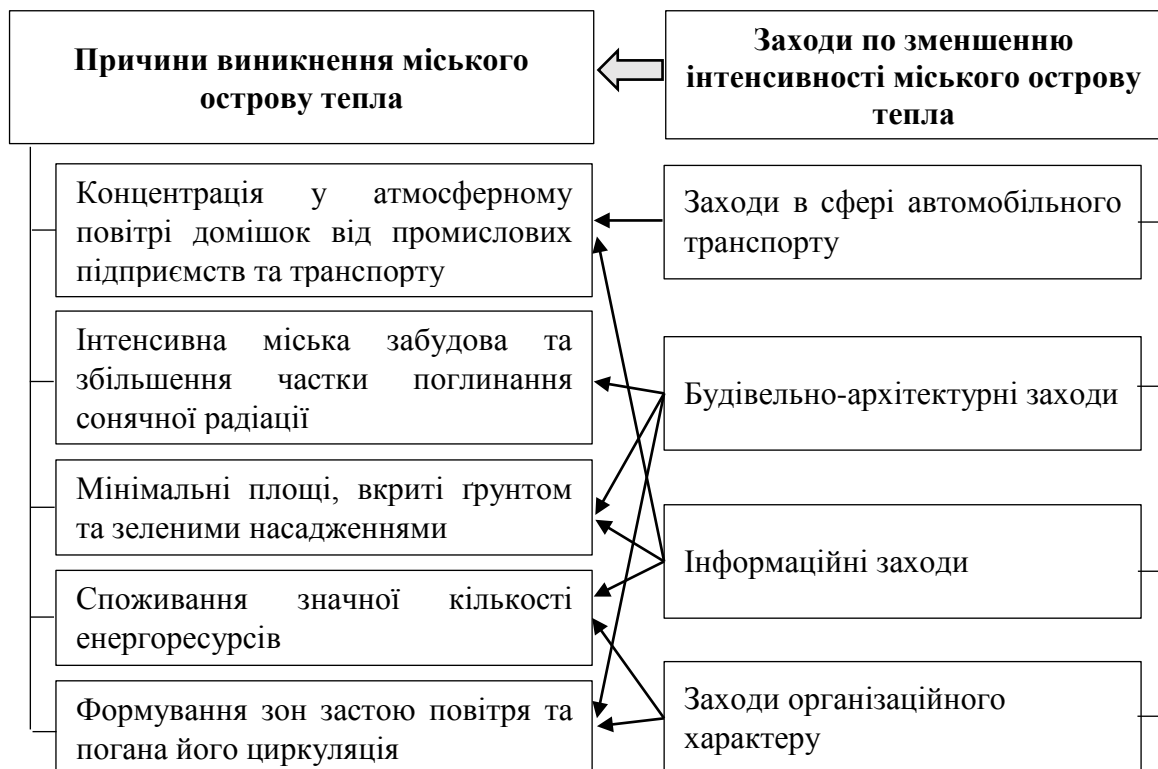 Причини виникнення міського
острову тепла
Заходи по зменшенню
інтенсивності міського острову
тепла
Концентрація у атмосферному
повітрі домішок від промислових
підприємств та транспорту
Інтенсивна міська забудова та
збільшення частки поглинання
сонячної радіації
Мінімальні площі, вкриті ґрунтом
та зеленими насадженнями
Споживання значної кількості
енергоресурсів
Формування зон застою повітря та
погана його циркуляція
Заходи в сфері автомобільного
транспорту
Будівельно-архітектурні заходи
Інформаційні заходи
Заходи організаційного
характеру